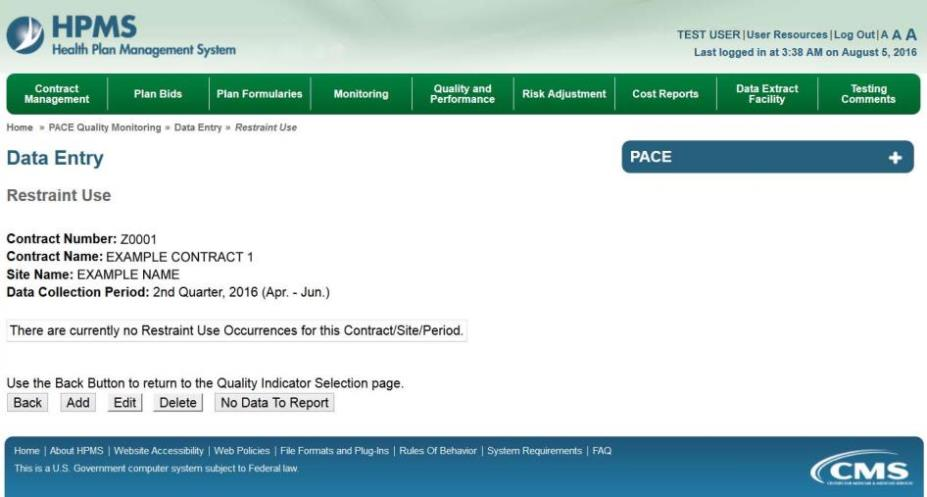 HPMS
Health Plan Management System
TEST USER|User Resources|Log Out|A A A
Last logged in at 3:38 AM on August 5, 2016
Contract Management
Plan Bids
Plan Formularies
Monitoring
Quality and Performance
Risk Adjustment
Cost Reports
Data Extract Facility
Testing Comments
Home » PACE Quality Monitoring » Data Entry » Restraint Use
Data Entry
PACE +
Restraint Use
Contract Number: Z0001
Contract Name: EXAMPLE CONTRACT 1
Site Name: EXAMPLE NAME
Data Collection Period: 2nd Quarter, 2016 (Apr. - Jun.)
There are currently no Restraint Use Occurrences for this Contract/Site/Period.
Use the Back Button to return to the Quality Indicator Selection page.
Back Add Edit Delete No Data To Report
Home | About HPMS | Website Accessibility | Web Policies | File Formats and Plug-Ins | Rules Of Behavior | System Requirements | FAQ
This is a U.S. Government computer system subject to Federal law.
CMS
CENTERS FOR MEDICARE & MEDICAID SERVICES